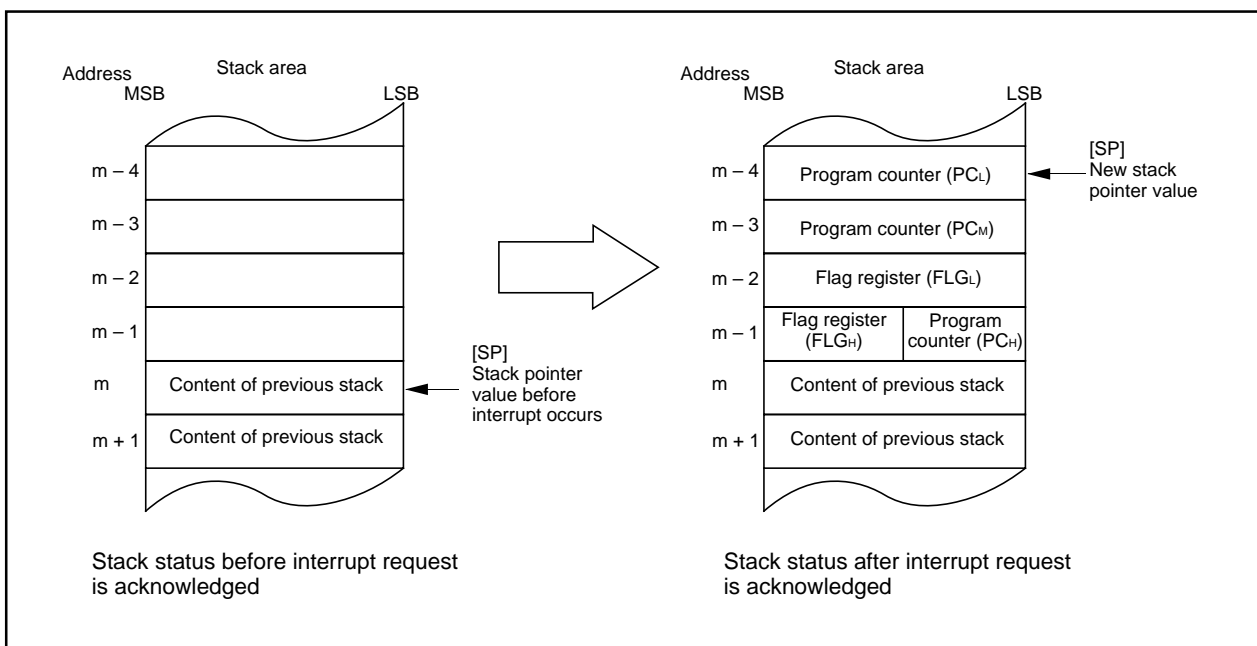 Address
Stack area
MSB
LSB
m – 4
m – 3
m – 2
m – 1
m
Content of previous stack
m + 1
Content of previous stack
[SP]
Stack pointer
value before
interrupt occurs
Stack status before interrupt request
is acknowledged
Address
Stack area
MSB
LSB
m – 4
Program counter (PCL)
[SP]
New stack
pointer value
m – 3
Program counter (PCM)
m – 2
Flag register (FLGL)
m – 1
Flag register
(FLGH)
Program
counter (PCH)
m
Content of previous stack
m + 1
Content of previous stack
Stack status after interrupt request
is acknowledged